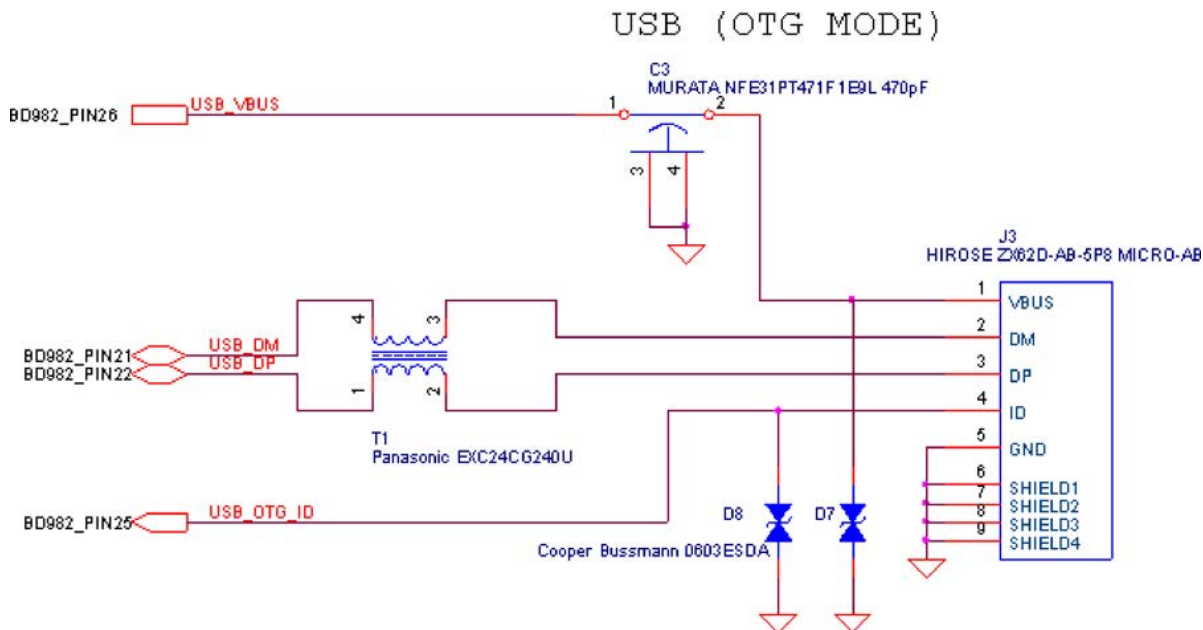 USB (OTG MODE)
C3
MURATA NFE31PT471F1E9L 470pF
BD982_PIN26
USB_VBUS
1
2
3
4
J3
HIROSE ZX62D-AB-5P8 MICRO-AB
1
VBUS
4
3
USB_DM
2
DM
BD982_PIN21
USB_DP
BD982_PIN22
3
DP
1
2
4
ID
T1
Panasonic EXC24CG240U
5
GND
6
SHIELD1
7
SHIELD2
8
SHIELD3
9
SHIELD4
USB_OTG_ID
BD982_PIN25
D8
D7
Cooper Bussmann 0603ESDA